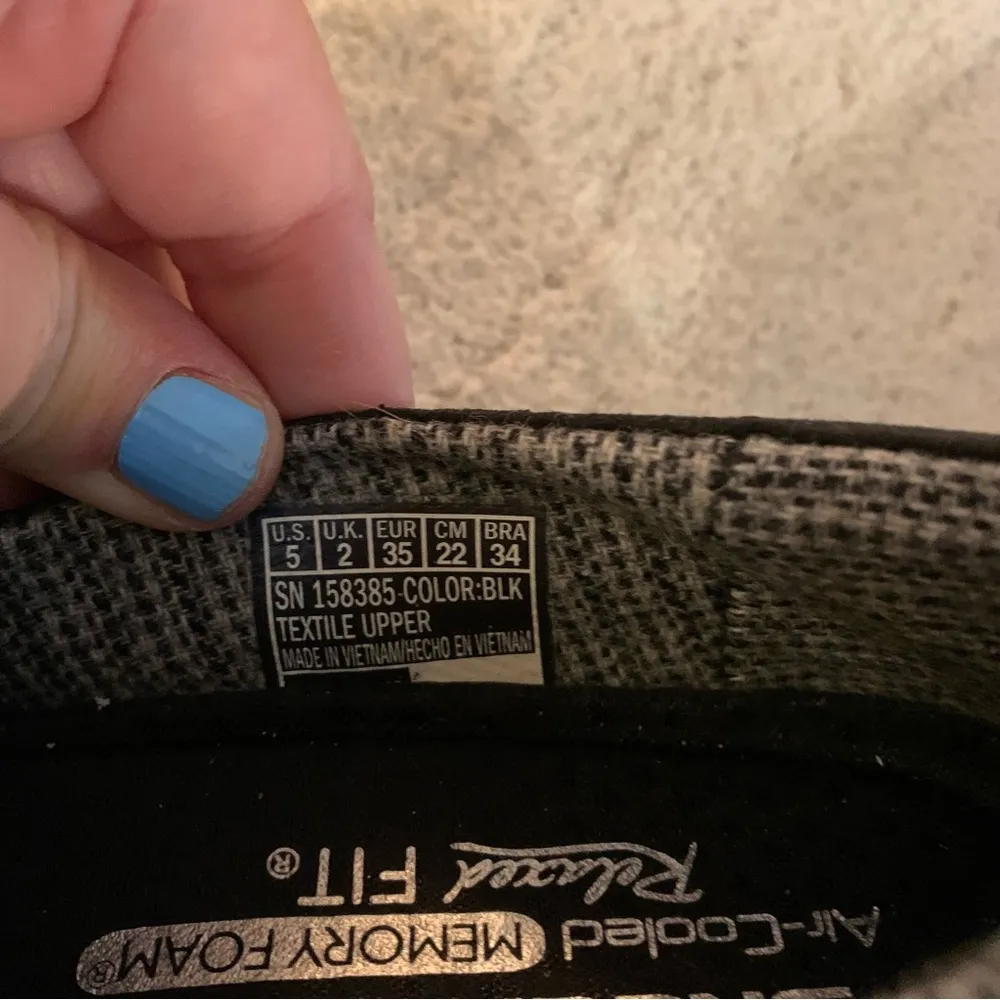 U.S. U.K. EUR CM BRA
5 2 35 22 34
SN 158385-COLOR:BLK
TEXTILE UPPER
MADE IN VIETNAM/HECHO EN VIETNAM
Air-Cooled
MEMORY FOAM®
Relaxed FIT®